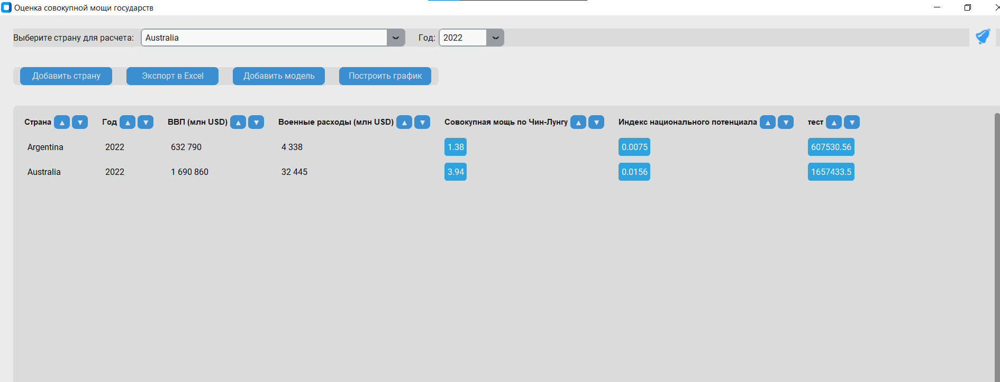 Оценка совокупной мощи государств
Выберите страну для расчета: Australia Год: 2022
Добавить страну Экспорт в Excel Добавить модель Построить график
Страна ▲ ▼ Год ▲ ▼ ВВП (млн USD) ▲ ▼ Военные расходы (млн USD) ▲ ▼ Совокупная мощь по Чин-Лунгу ▲ ▼ Индекс национального потенциала ▲ ▼ тест ▲ ▼
Argentina 2022 632 790 4 338 1.38 0.0075 607530.56
Australia 2022 1 690 860 32 445 3.94 0.0156 1657433.5